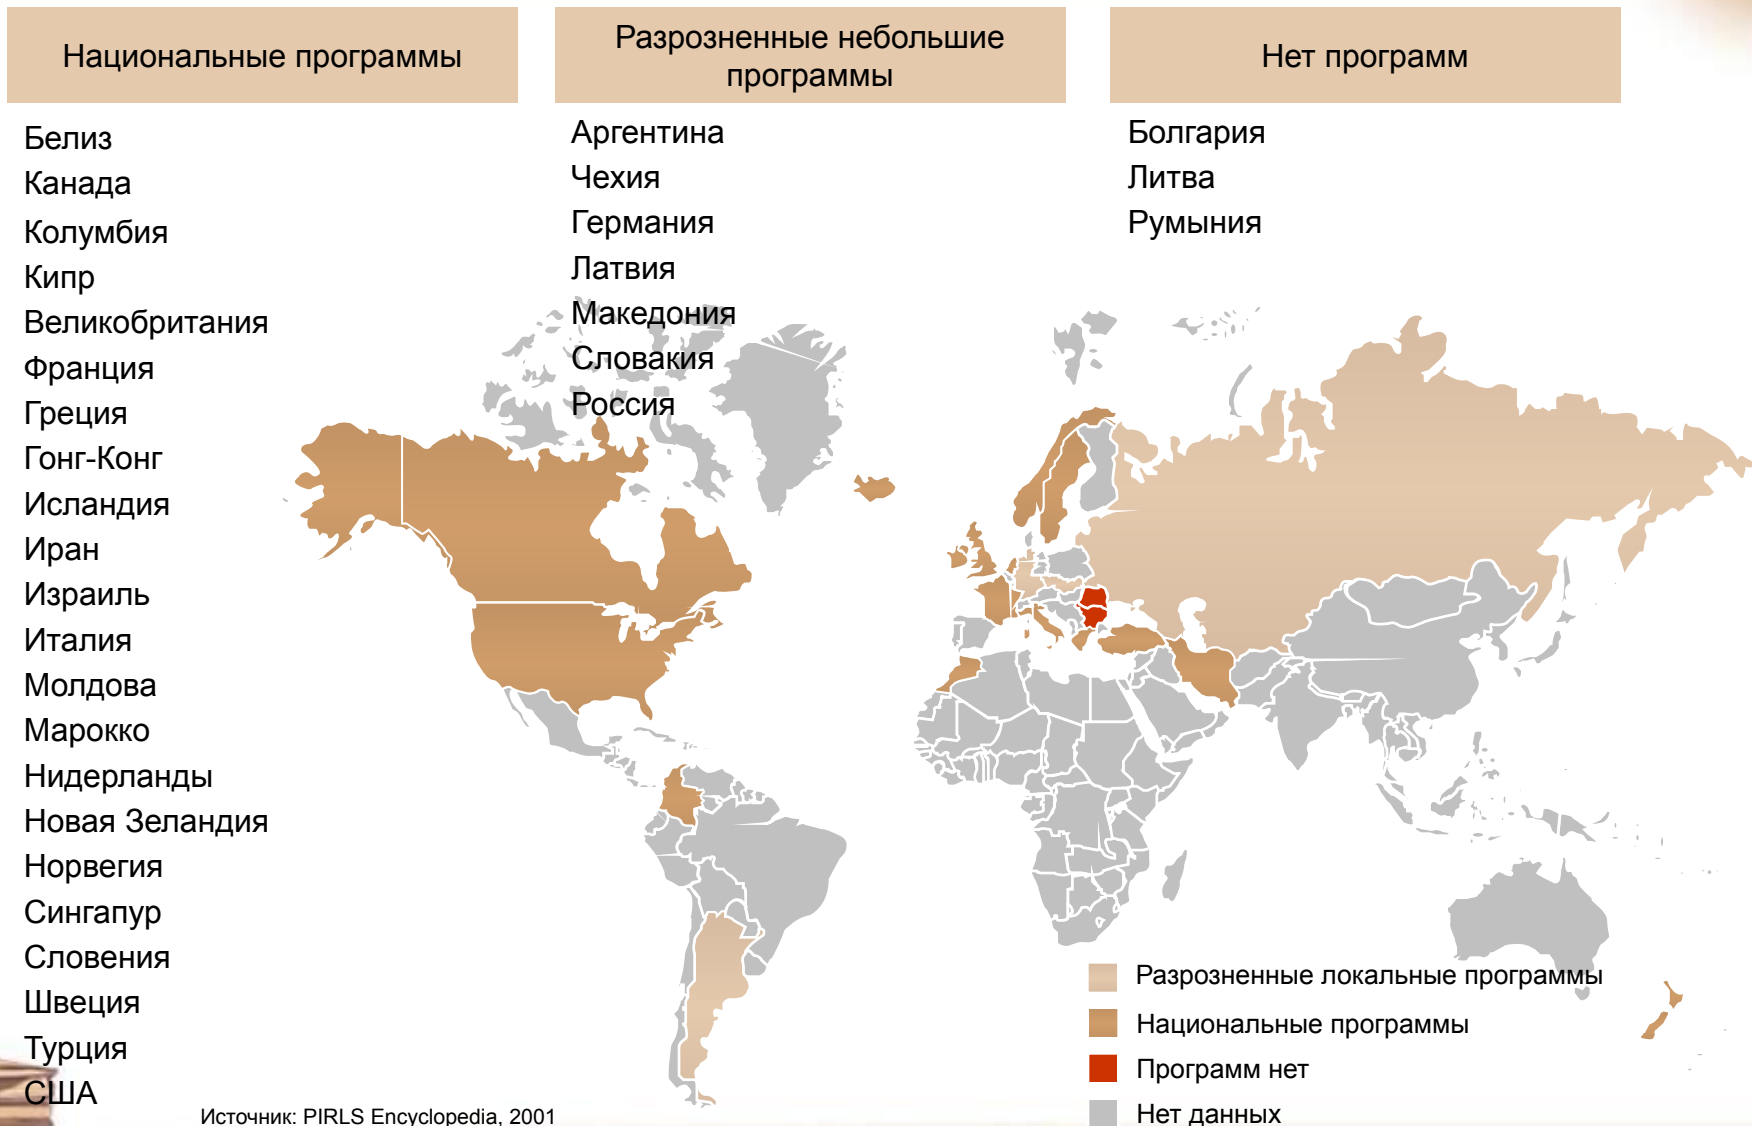 Национальные программы
Белиз
Канада
Колумбия
Кипр
Великобритания
Франция
Греция
Гонг-Конг
Исландия
Иран
Израиль
Италия
Молдова
Марокко
Нидерланды
Новая Зеландия
Норвегия
Сингапур
Словения
Швеция
Турция
США
Разрозненные небольшие
программы
Аргентина
Чехия
Германия
Латвия
Македония
Словакия
Россия
Нет программ
Болгария
Литва
Румыния
Разрозненные локальные программы
Национальные программы
Программ нет
Нет данных
Источник: PIRLS Encyclopedia, 2001